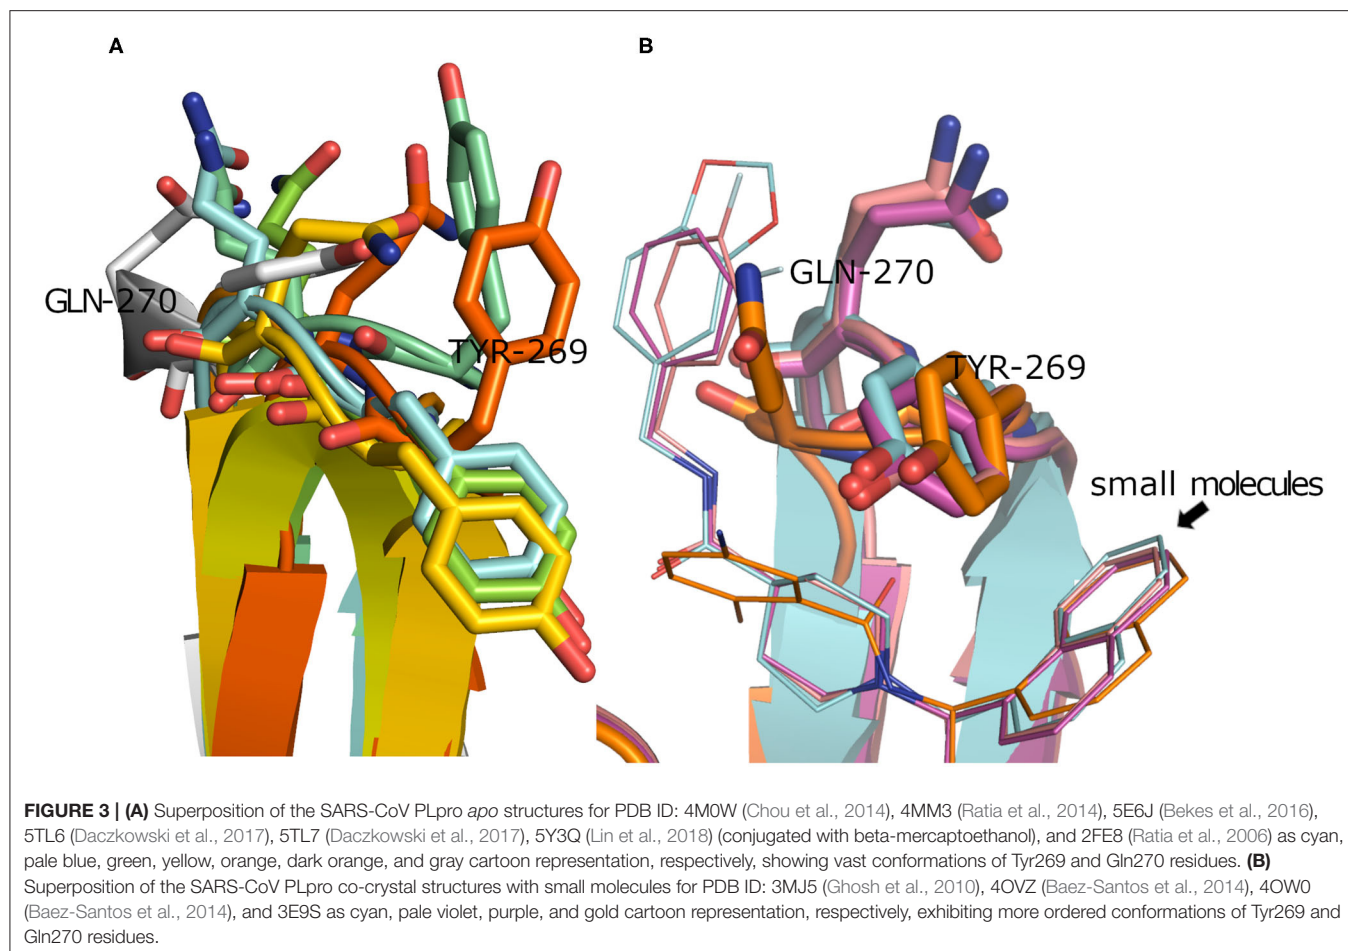 A
B
GLN-270
GLN-270
TYR-269
TYR-269
small molecules
FIGURE 3 | (A) Superposition of the SARS-CoV PLpro apo structures for PDB ID: 4M0W (Chou et al., 2014), 4MM3 (Ratia et al., 2014), 5E6J (Bekes et al., 2016),
5TL6 (Daczkowski et al., 2017), 5TL7 (Daczkowski et al., 2017), 5Y3Q (Lin et al., 2018) (conjugated with beta-mercaptoethanol), and 2FE8 (Ratia et al., 2006) as cyan,
pale blue, green, yellow, orange, dark orange, and gray cartoon representation, respectively, showing vast conformations of Tyr269 and Gln270 residues. (B)
Superposition of the SARS-CoV PLpro co-crystal structures with small molecules for PDB ID: 3MJ5 (Ghosh et al., 2010), 4OVZ (Baez-Santos et al., 2014), 4OW0
(Baez-Santos et al., 2014), and 3E9S as cyan, pale violet, purple, and gold cartoon representation, respectively, exhibiting more ordered conformations of Tyr269 and
Gln270 residues.